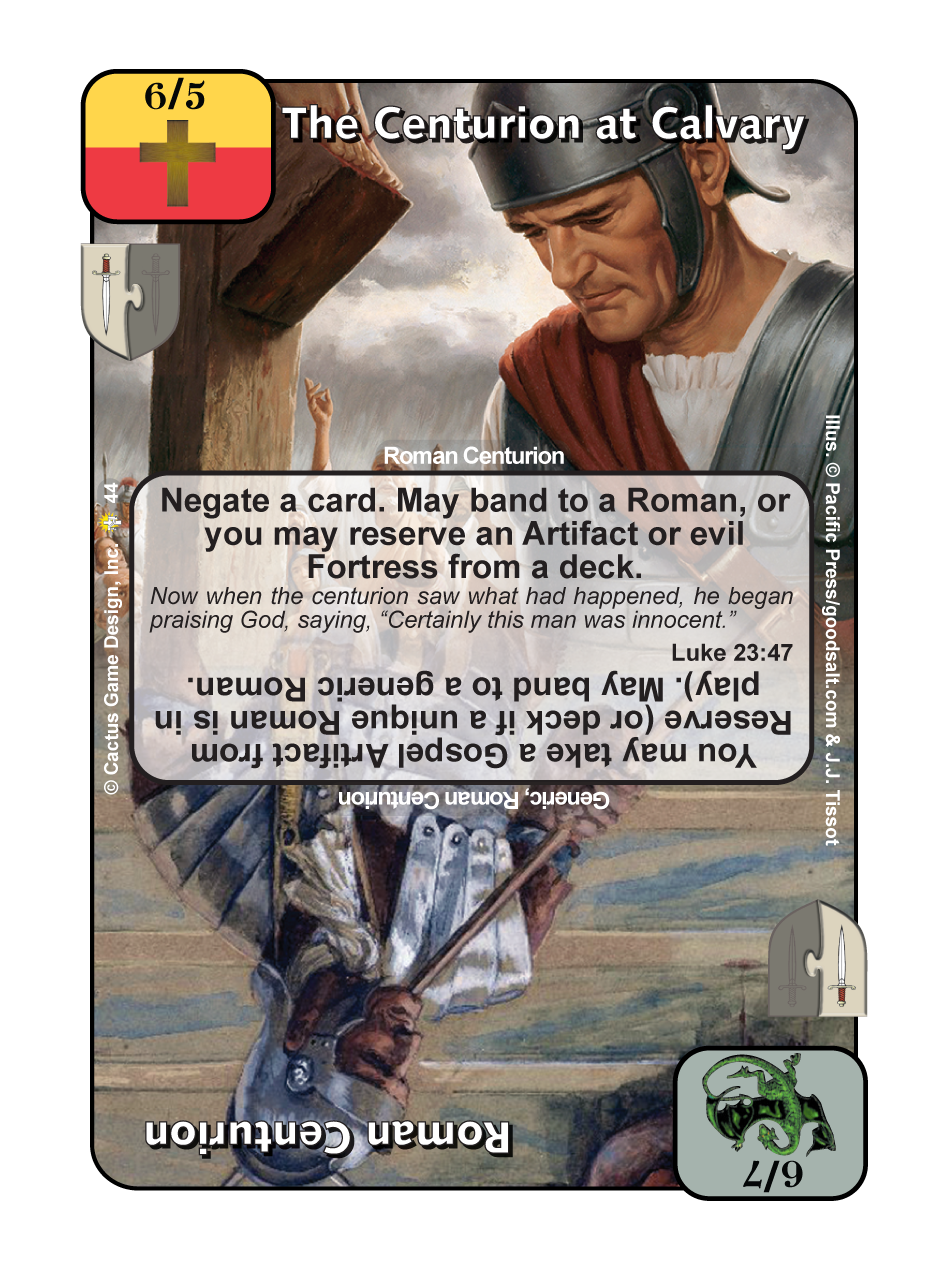 6/5
The Centurion at Calvary
Roman Centurion
Negate a card. May band to a Roman, or
you may reserve an Artifact or evil
Fortress from a deck.
Now when the centurion saw what had happened, he began
praising God, saying, “Certainly this man was innocent.”
Luke 23:47
© Cactus Game Design, Inc. 44
Illus. © Pacific Press/goodsalt.com & J.J. Tissot
6/7
Roman Centurion
Generic, Roman Centurion
You may take a Gospel Artifact from
Reserve (or deck if a unique Roman is in
play). May band to a generic Roman.